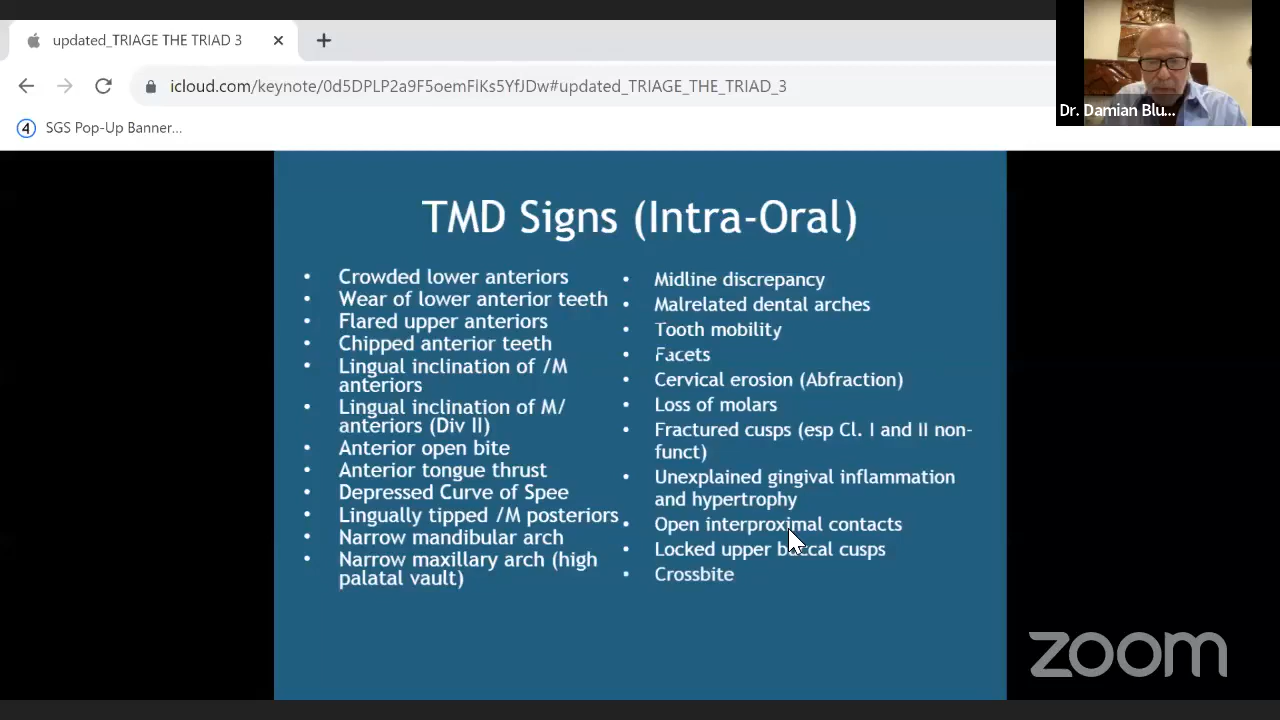 updated_TRIAGE THE TRIAD 3
icloud.com/keynote/0d5DPLP2a9F5oemFlKs5YfJDw#updated_TRIAGE_THE_TRIAD_3
4 SGS Pop-Up Banner...
Dr. Damian Blu...
TMD Signs (Intra-Oral)
• Crowded lower anteriors
• Wear of lower anterior teeth
• Flared upper anteriors
• Chipped anterior teeth
• Lingual inclination of /M
anteriors
• Lingual inclination of M/
anteriors (Div II)
• Anterior open bite
• Anterior tongue thrust
• Depressed Curve of Spee
• Lingually tipped /M posteriors
• Narrow mandibular arch
• Narrow maxillary arch (high
palatal vault)
• Midline discrepancy
• Malrelated dental arches
• Tooth mobility
• Facets
• Cervical erosion (Abfraction)
• Loss of molars
• Fractured cusps (esp Cl. I and II non-
funct)
• Unexplained gingival inflammation
and hypertrophy
• Open interproximal contacts
• Locked upper buccal cusps
• Crossbite
zoom